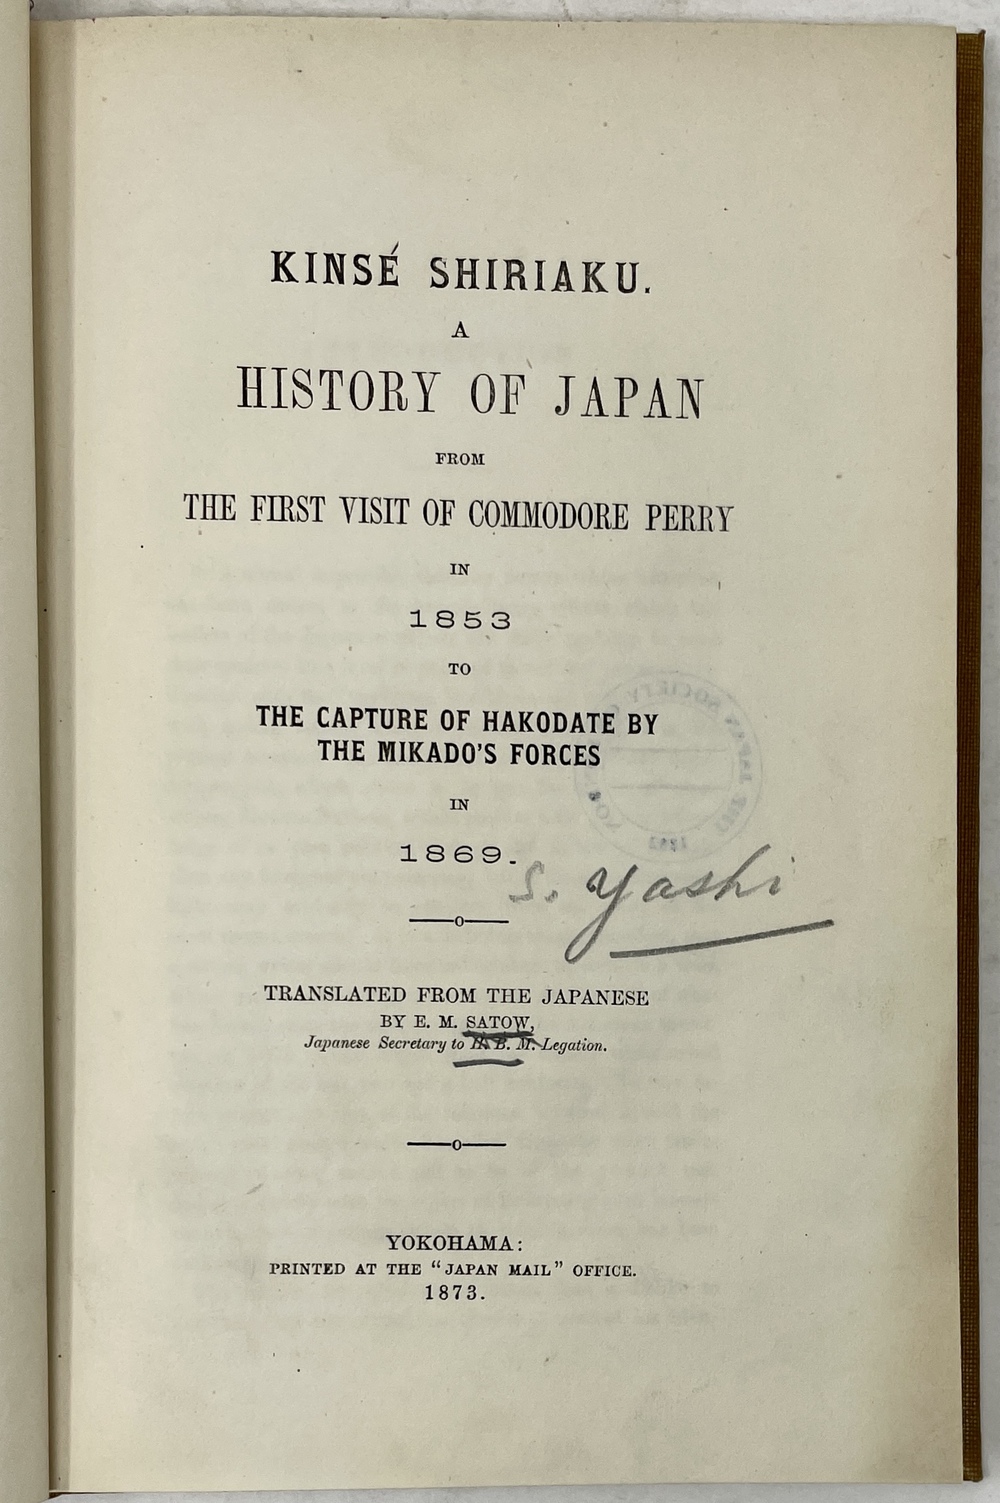 KINSÉ SHIRIAKU.
A
HISTORY OF JAPAN
FROM
THE FIRST VISIT OF COMMODORE PERRY
IN
1853
TO
THE CAPTURE OF HAKODATE BY
THE MIKADO'S FORCES
IN
1869.
S. Yashi
TRANSLATED FROM THE JAPANESE
BY E. M. SATOW,
Japanese Secretary to H. B. M. Legation.
YOKOHAMA:
PRINTED AT THE "JAPAN MAIL" OFFICE.
1873.